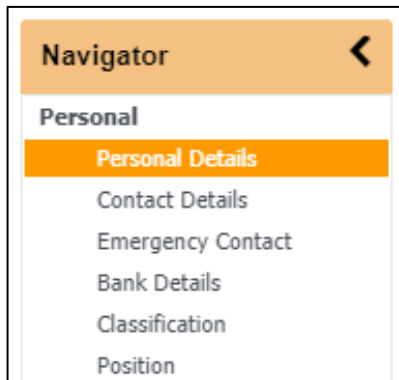 Navigator
Personal
Personal Details
Contact Details
Emergency Contact
Bank Details
Classification
Position